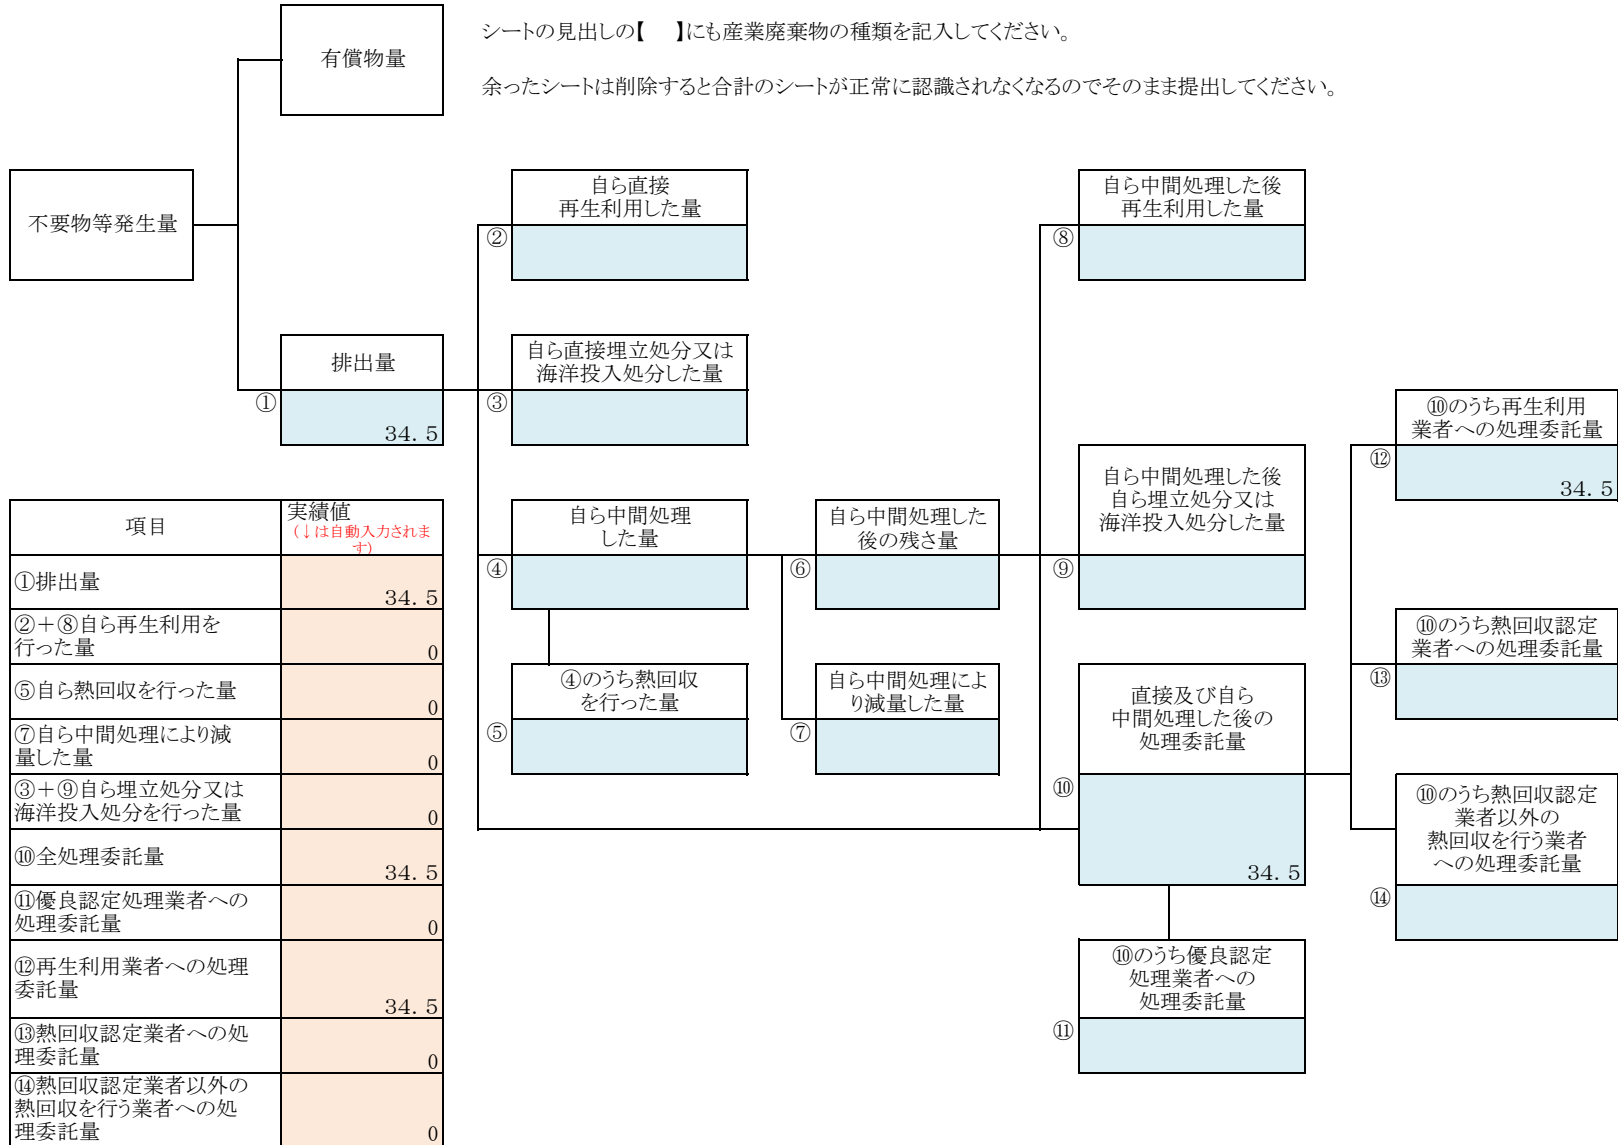 シートの見出しの【　】にも産業廃棄物の種類を記入してください。
余ったシートは削除すると合計のシートが正常に認識されなくなるのでそのまま提出してください。
有償物量
不要物等発生量
自ら直接
再生利用した量
②
自ら中間処理した後
再生利用した量
⑧
排出量
①
34.5
自ら直接埋立処分又は
海洋投入処分した量
③
⑩のうち再生利用
業者への処理委託量
⑫
34.5
自ら中間処理
した量
④
自ら中間処理した
後の残さ量
⑥
自ら中間処理した後
自ら埋立処分又は
海洋投入処分した量
⑨
④のうち熱回収
を行った量
⑤
自ら中間処理によ
り減量した量
⑦
直接及び自ら
中間処理した後の
処理委託量
⑩
34.5
⑩のうち熱回収認定
業者への処理委託量
⑬
⑩のうち熱回収認定
業者以外の
熱回収を行う業者
への処理委託量
⑭
⑩のうち優良認定
処理業者への
処理委託量
⑪
項目
実績値
(↓は自動入力されま
す)
①排出量
34.5
②+⑧自ら再生利用を
行った量
0
⑤自ら熱回収を行った量
0
⑦自ら中間処理により減
量した量
0
③+⑨自ら埋立処分又は
海洋投入処分を行った量
0
⑩全処理委託量
34.5
⑪優良認定処理業者への
処理委託量
0
⑫再生利用業者への処理
委託量
34.5
⑬熱回収認定業者への処
理委託量
0
⑭熱回収認定業者以外の
熱回収を行う業者への処
理委託量
0